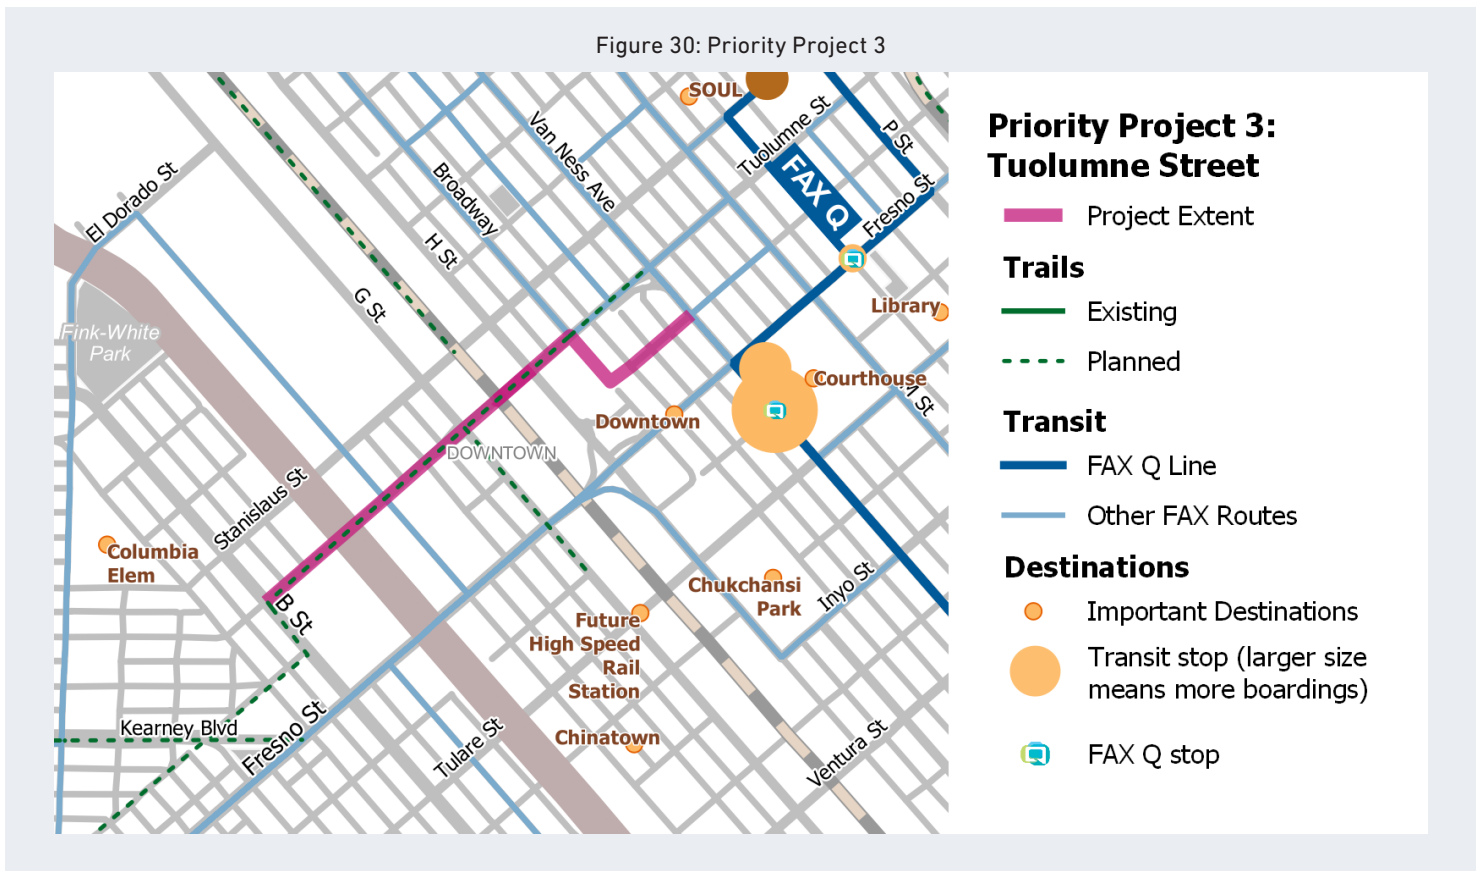 Figure 30: Priority Project 3
SOUL
Tuolumne St
P St
Van Ness Ave
FAX Q
Fresno St
Broadway
El Dorado St
H St
G St
Library
Fink-White
Park
Courthouse
M St
Downtown
DOWNTOWN
Stanislaus St
Columbia
Elem
B St
Chukchansi
Park
Inyo St
Future
High Speed
Rail
Station
Kearney Blvd
Fresno St
Tulare St
Chinatown
Ventura St
Priority Project 3:
Tuolumne Street
Project Extent
Trails
Existing
Planned
Transit
FAX Q Line
Other FAX Routes
Destinations
Important Destinations
Transit stop (larger size
means more boardings)
FAX Q stop